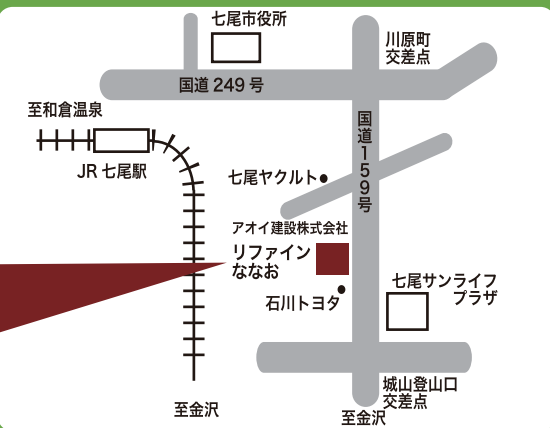 七尾市役所
川原町
交差点
国道 249 号
至和倉温泉
国道159号
JR 七尾駅
七尾ヤクルト
アオイ建設株式会社
リファイン
ななお
七尾サンライフ
プラザ
石川トヨタ
城山登山口
交差点
至金沢
至金沢